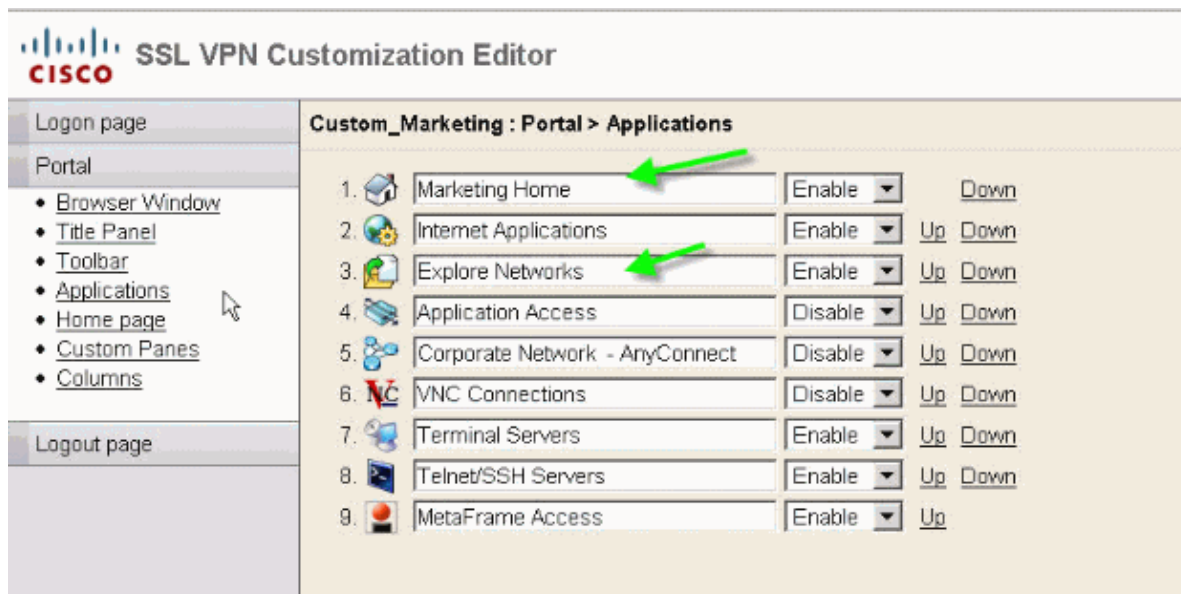 CISCO SSL VPN Customization Editor
Logon page
Portal
• Browser Window
• Title Panel
• Toolbar
• Applications
• Home page
• Custom Panes
• Columns
Logout page
Custom_Marketing : Portal > Applications
1. Marketing Home Enable Down
2. Internet Applications Enable Up Down
3. Explore Networks Enable Up Down
4. Application Access Disable Up Down
5. Corporate Network - AnyConnect Disable Up Down
6. VNC VNC Connections Disable Up Down
7. Terminal Servers Enable Up Down
8. Telnet/SSH Servers Enable Up Down
9. MetaFrame Access Enable Up